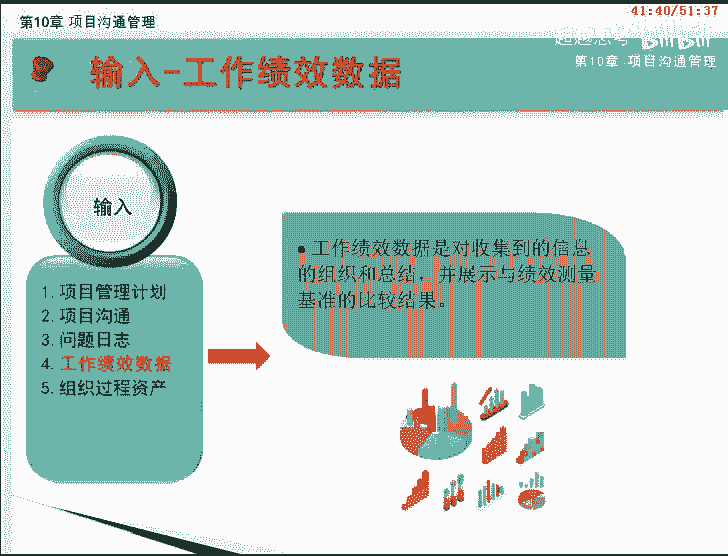 第10章 项目沟通管理
41:40/51:37
bilibili
第10章 项目沟通管理
输入-工作绩效数据
输入
1. 项目管理计划
2. 项目沟通
3. 问题日志
4. 工作绩效数据
5. 组织过程资产
● 工作绩效数据是对收集到的信息
的组织和总结，并展示与绩效测量
基准的比较结果。